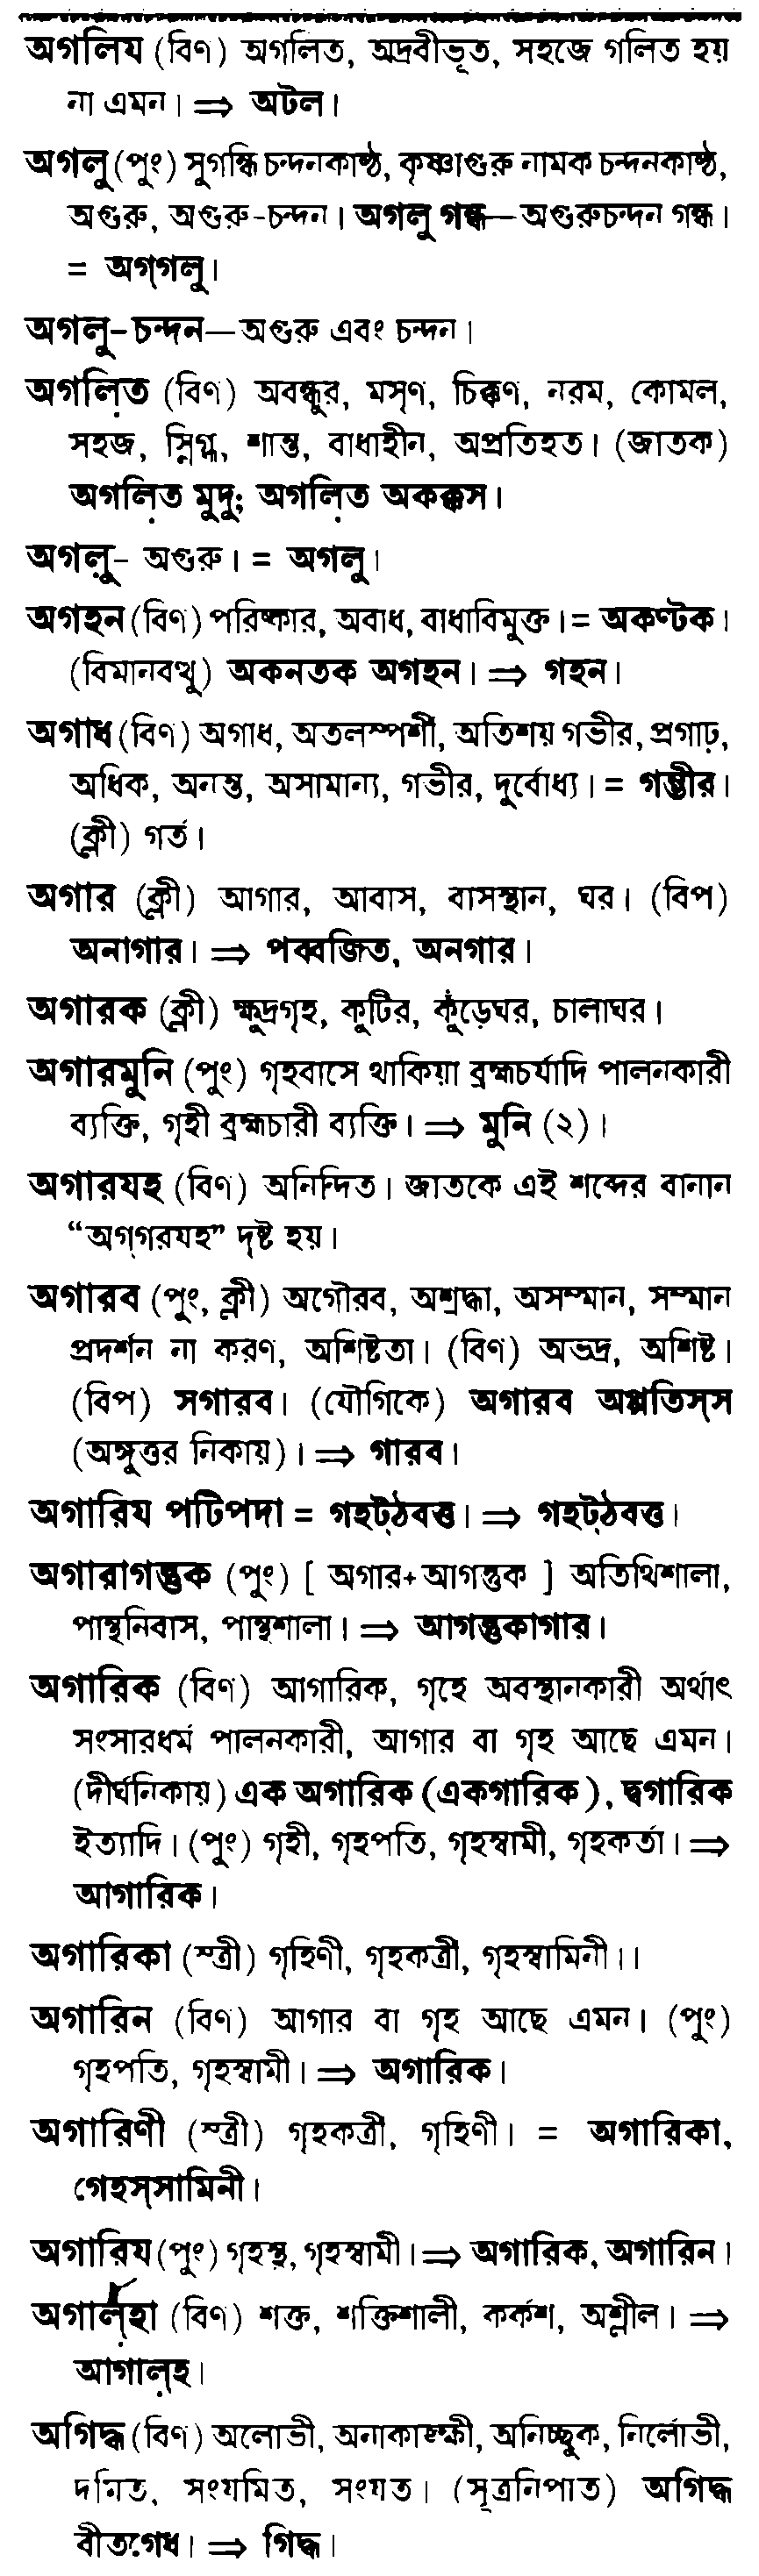 অগলিয (বিণ) অগলিত, অদ্রবীভূত, সহজে গলিত হয়
না এমন। ⇒ অটল।
অগলু (পুং) সুগন্ধি চন্দনকাষ্ঠ, কৃষ্ণাগুরু নামক চন্দনকাষ্ঠ,
অগুরু, অগুরু-চন্দন। অগলু গন্ধ—অগুরুচন্দন গন্ধ।
= অগ্গলু।
অগলু-চন্দন—অগুরু এবং চন্দন।
অগল়িত (বিণ) অবন্ধুর, মসৃণ, চিক্কণ, নরম, কোমল,
সহজ, স্নিগ্ধ, শান্ত, বাধাহীন, অপ্রতিহত। (জাতক)
অগল়িত মুদু; অগল়িত অকক্কস।
অগল়ু- অগুরু। = অগলু।
অগহন (বিণ) পরিষ্কার, অবাধ, বাধাবিমুক্ত। = অকণ্টক।
(বিমানবত্থু) অকনতক অগহন। ⇒ গহন।
অগাধ (বিণ) অগাধ, অতলস্পর্শী, অতিশয় গভীর, প্রগাঢ়,
অধিক, অনন্ত, অসামান্য, গভীর, দুর্বোধ্য। = গম্ভীর।
(ক্লী) গর্ত।
অগার (ক্লী) আগার, আবাস, বাসস্থান, ঘর। (বিপ)
অনাগার। ⇒ পব্বজিত, অনগার।
অগারক (ক্লী) ক্ষুদ্রগৃহ, কুটির, কুঁড়েঘর, চালাঘর।
অগারমুনি (পুং) গৃহবাসে থাকিয়া ব্রহ্মচর্যাদি পালনকারী
ব্যক্তি, গৃহী ব্রহ্মচারী ব্যক্তি। ⇒ মুনি (২)।
অগারযহ (বিণ) অনিন্দিত। জাতকে এই শব্দের বানান
“অগ্গরযহ” দৃষ্ট হয়।
অগারব (পুং, ক্লী) অগৌরব, অশ্রদ্ধা, অসম্মান, সম্মান
প্রদর্শন না করণ, অশিষ্টতা। (বিণ) অভদ্র, অশিষ্ট।
(বিপ) সগারব। (যৌগিকে) অগারব অপ্পতিস্স
(অঙ্গুত্তর নিকায়)। ⇒ গারব।
অগারিয পটিপদা = গহট্ঠবত্ত। ⇒ গহট্ঠবত্ত।
অগারাগন্তুক (পুং) [ অগার+আগন্তুক ] অতিথিশালা,
পান্থনিবাস, পান্থশালা। ⇒ আগন্তুকাগার।
অগারিক (বিণ) আগারিক, গৃহে অবস্থানকারী অর্থাৎ
সংসারধর্ম পালনকারী, আগার বা গৃহ আছে এমন।
(দীর্ঘনিকায়) এক অগারিক (একগারিক), দ্বগারিক
ইত্যাদি। (পুং) গৃহী, গৃহপতি, গৃহস্বামী, গৃহকর্তা। ⇒
আগারিক।
অগারিকা (স্ত্রী) গৃহিণী, গৃহকর্ত্রী, গৃহস্বামিনী।।
অগারিন (বিণ) আগার বা গৃহ আছে এমন। (পুং)
গৃহপতি, গৃহস্বামী। ⇒ অগারিক।
অগারিণী (স্ত্রী) গৃহকর্ত্রী, গৃহিণী। = অগারিকা,
গেহস্সামিনী।
অগারিয (পুং) গৃহস্থ, গৃহস্বামী। ⇒ অগারিক, অগারিন।
অগাল়্হা (বিণ) শক্ত, শক্তিশালী, কর্কশ, অশ্লীল। ⇒
আগাল়্হ।
অগিদ্ধ (বিণ) অলোভী, অনাকাঙ্ক্ষী, অনিচ্ছুক, নির্লোভী,
দমিত, সংযমিত, সংযত। (সূত্রনিপাত) অগিদ্ধ
বীতগেধ। ⇒ গিদ্ধ।